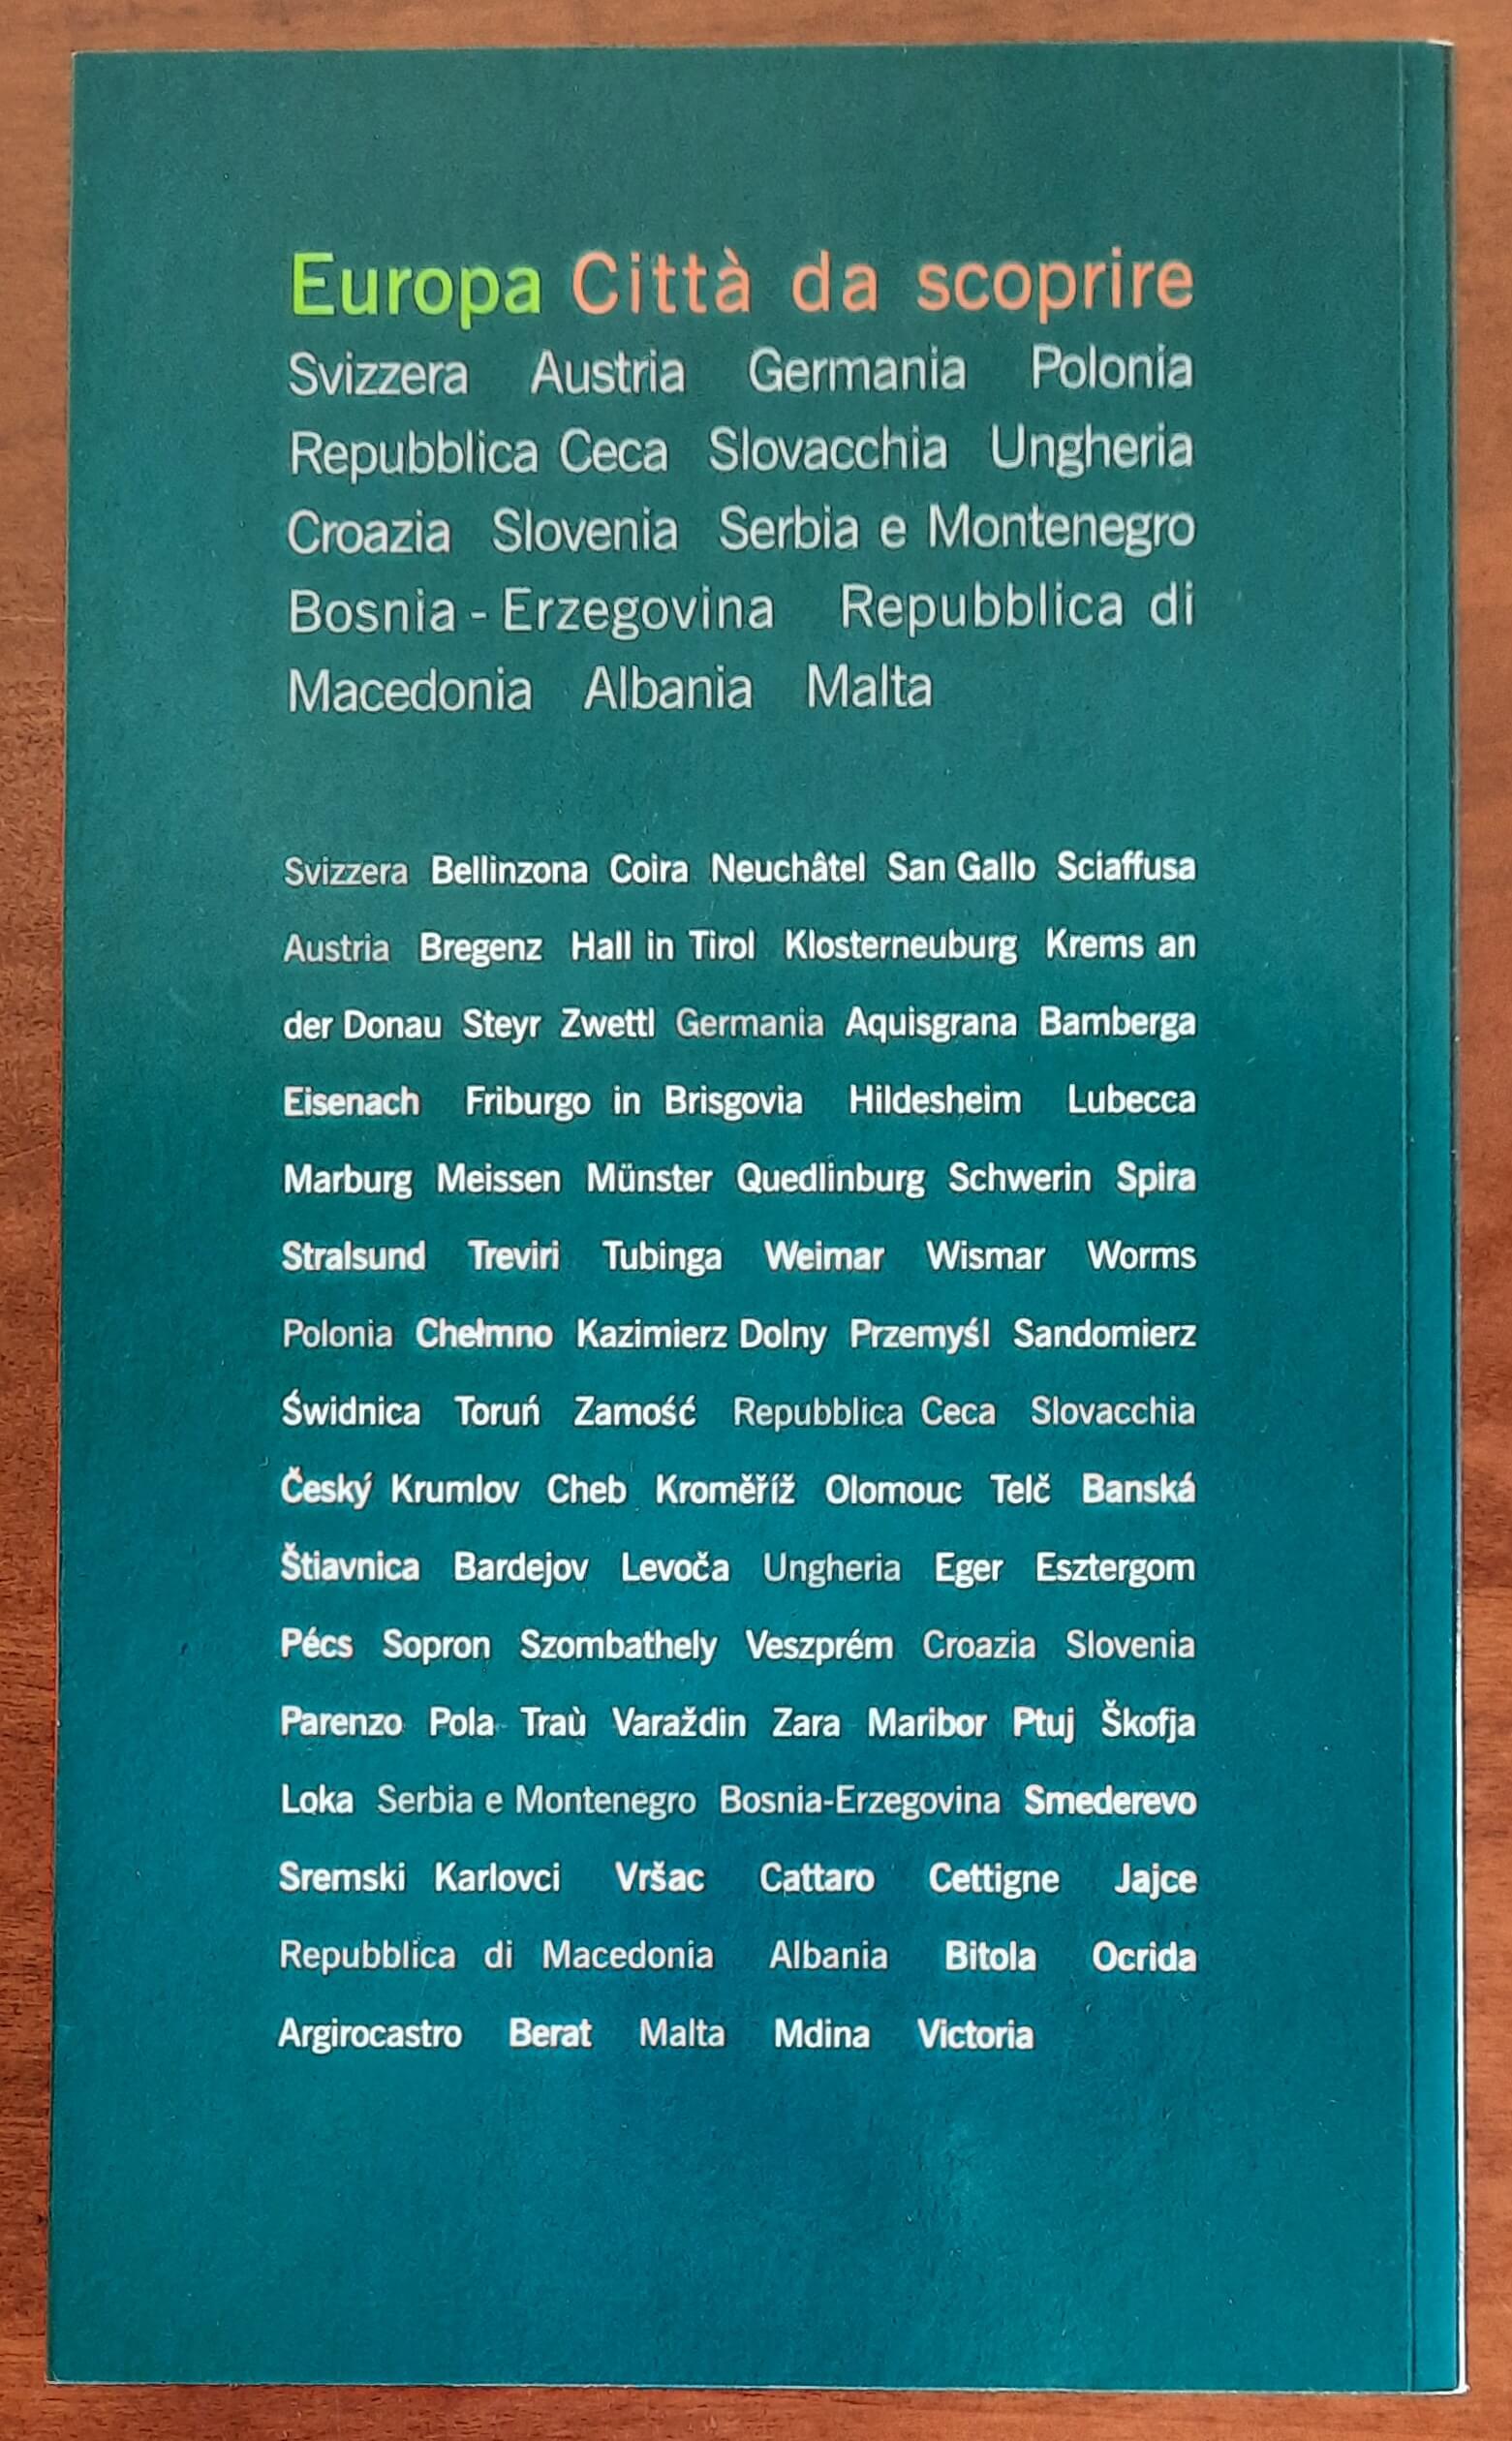 Europa Città da scoprire
Svizzera Austria Germania Polonia
Repubblica Ceca Slovacchia Ungheria
Croazia Slovenia Serbia e Montenegro
Bosnia - Erzegovina Repubblica di
Macedonia Albania Malta
Svizzera Bellinzona Coira Neuchâtel San Gallo Sciaffusa
Austria Bregenz Hall in Tirol Klosterneuburg Krems an
der Donau Steyr Zwettl Germania Aquisgrana Bamberga
Eisenach Friburgo in Brisgovia Hildesheim Lubecca
Marburg Meissen Münster Quedlinburg Schwerin Spira
Stralsund Treviri Tubinga Weimar Wismar Worms
Polonia Chełmno Kazimierz Dolny Przemyśl Sandomierz
Świdnica Toruń Zamość Repubblica Ceca Slovacchia
Český Krumlov Cheb Kroměříž Olomouc Telč Banská
Štiavnica Bardejov Levoča Ungheria Eger Esztergom
Pécs Sopron Szombathely Veszprém Croazia Slovenia
Parenzo Pola Traù Varaždin Zara Maribor Ptuj Škofja
Loka Serbia e Montenegro Bosnia-Erzegovina Smederevo
Sremski Karlovci Vršac Cattaro Cettigne Jajce
Repubblica di Macedonia Albania Bitola Ocrida
Argirocastro Berat Malta Mdina Victoria